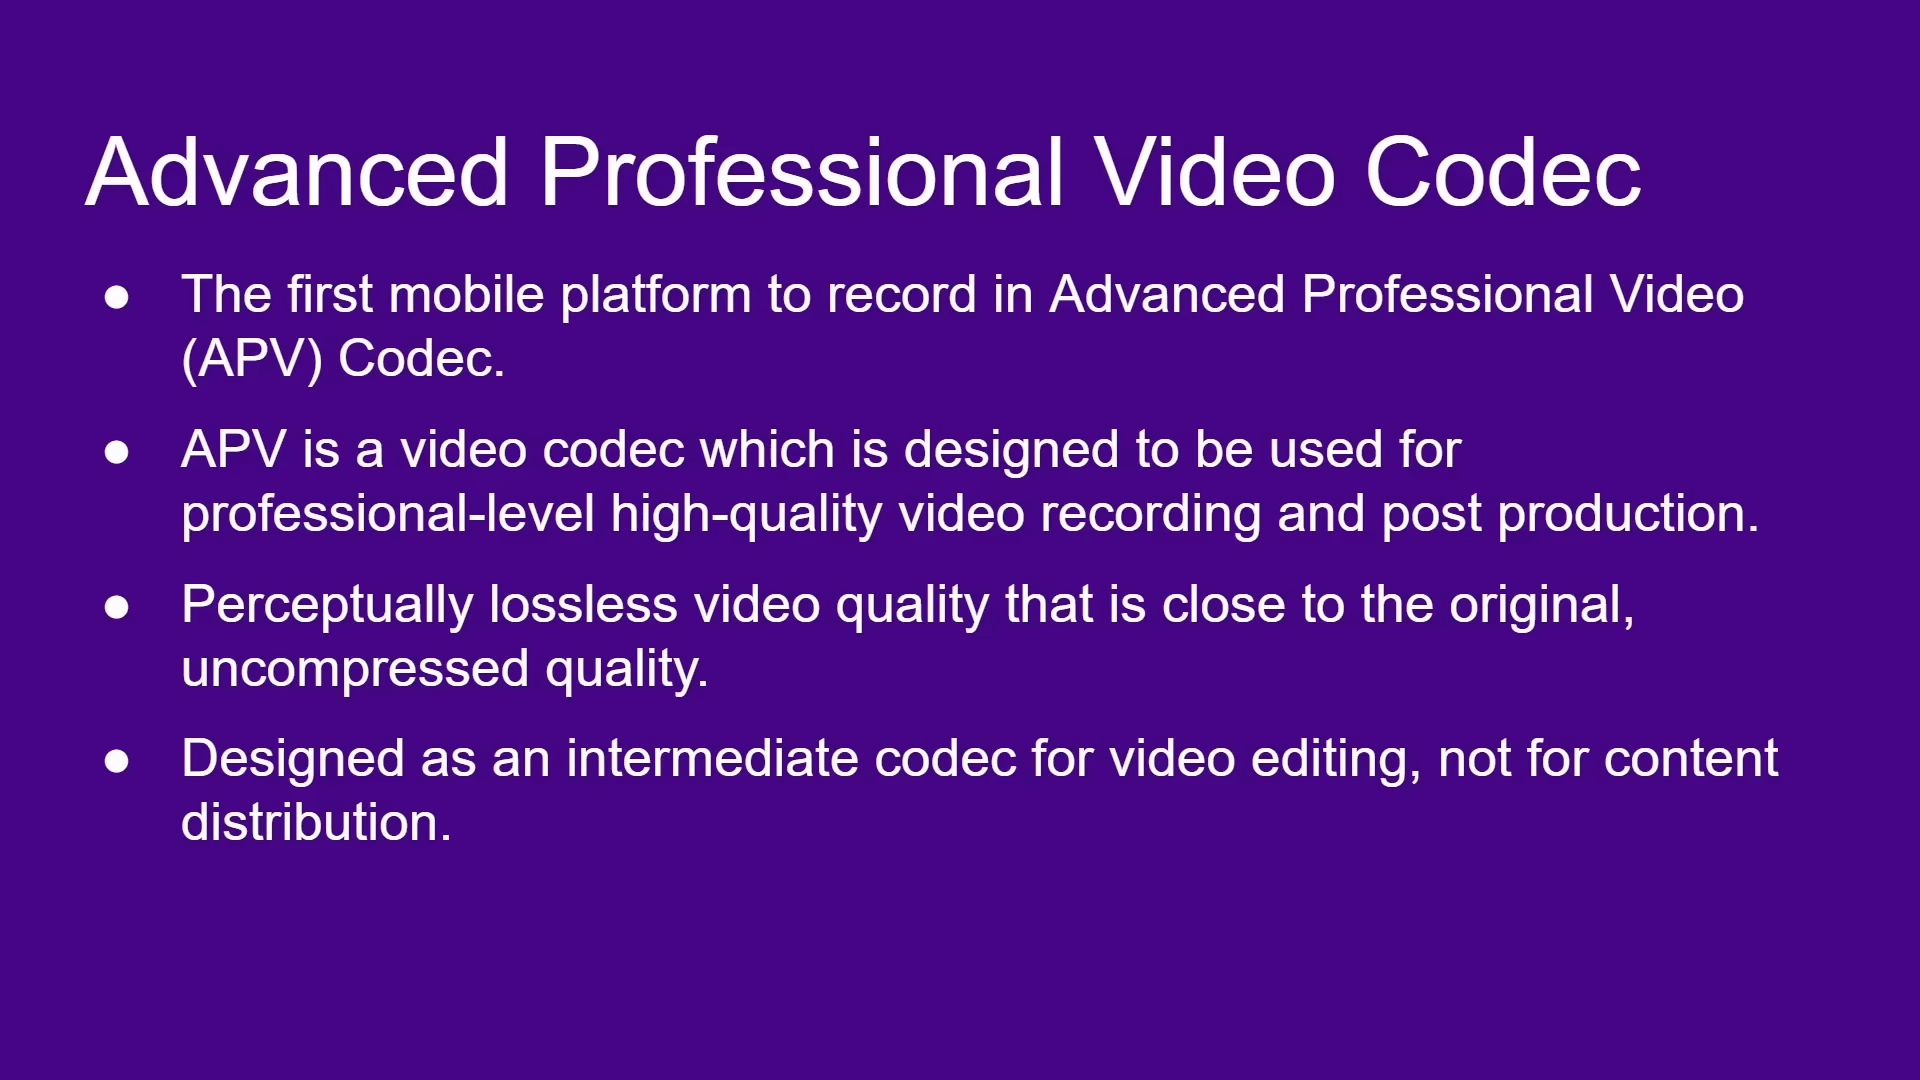 Advanced Professional Video Codec
● The first mobile platform to record in Advanced Professional Video
(APV) Codec.
● APV is a video codec which is designed to be used for
professional-level high-quality video recording and post production.
● Perceptually lossless video quality that is close to the original,
uncompressed quality.
● Designed as an intermediate codec for video editing, not for content
distribution.